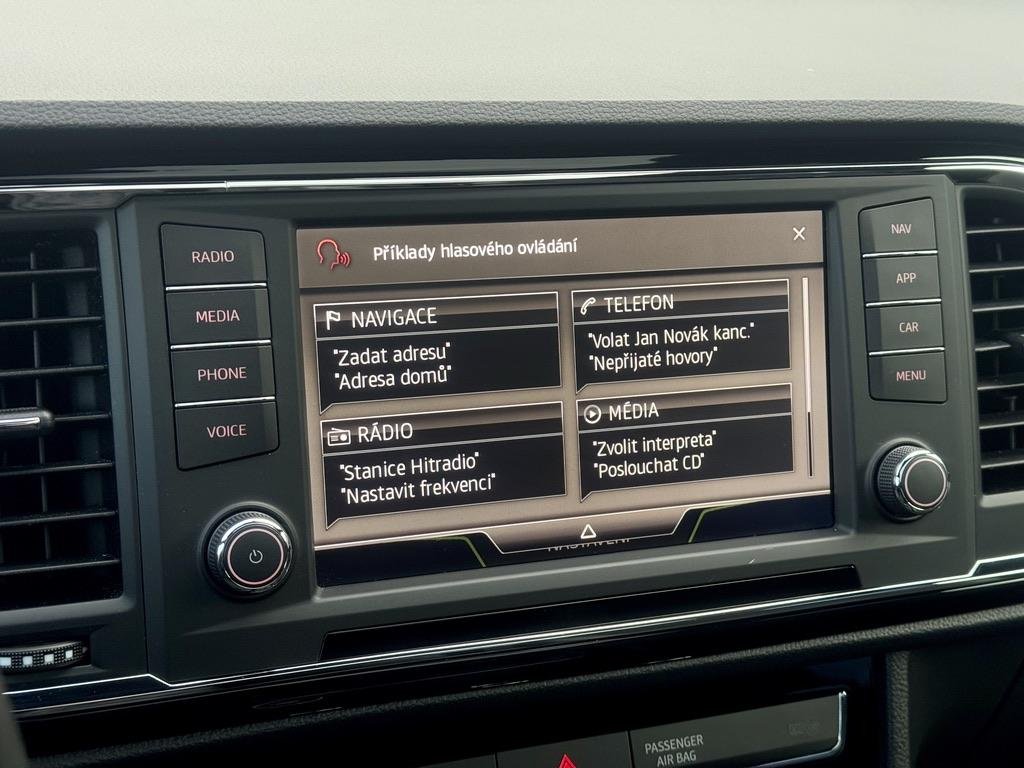 RADIO
MEDIA
PHONE
VOICE
Příklady hlasového ovládání
NAVIGACE
"Zadat adresu"
"Adresa domů"
TELEFON
"Volat Jan Novák kanc."
"Nepřijaté hovory"
RÁDIO
"Stanice Hitradio"
"Nastavit frekvenci"
MÉDIA
"Zvolit interpreta"
"Poslouchat CD"
NAV
APP
CAR
MENU
PASSENGER
AIR BAG